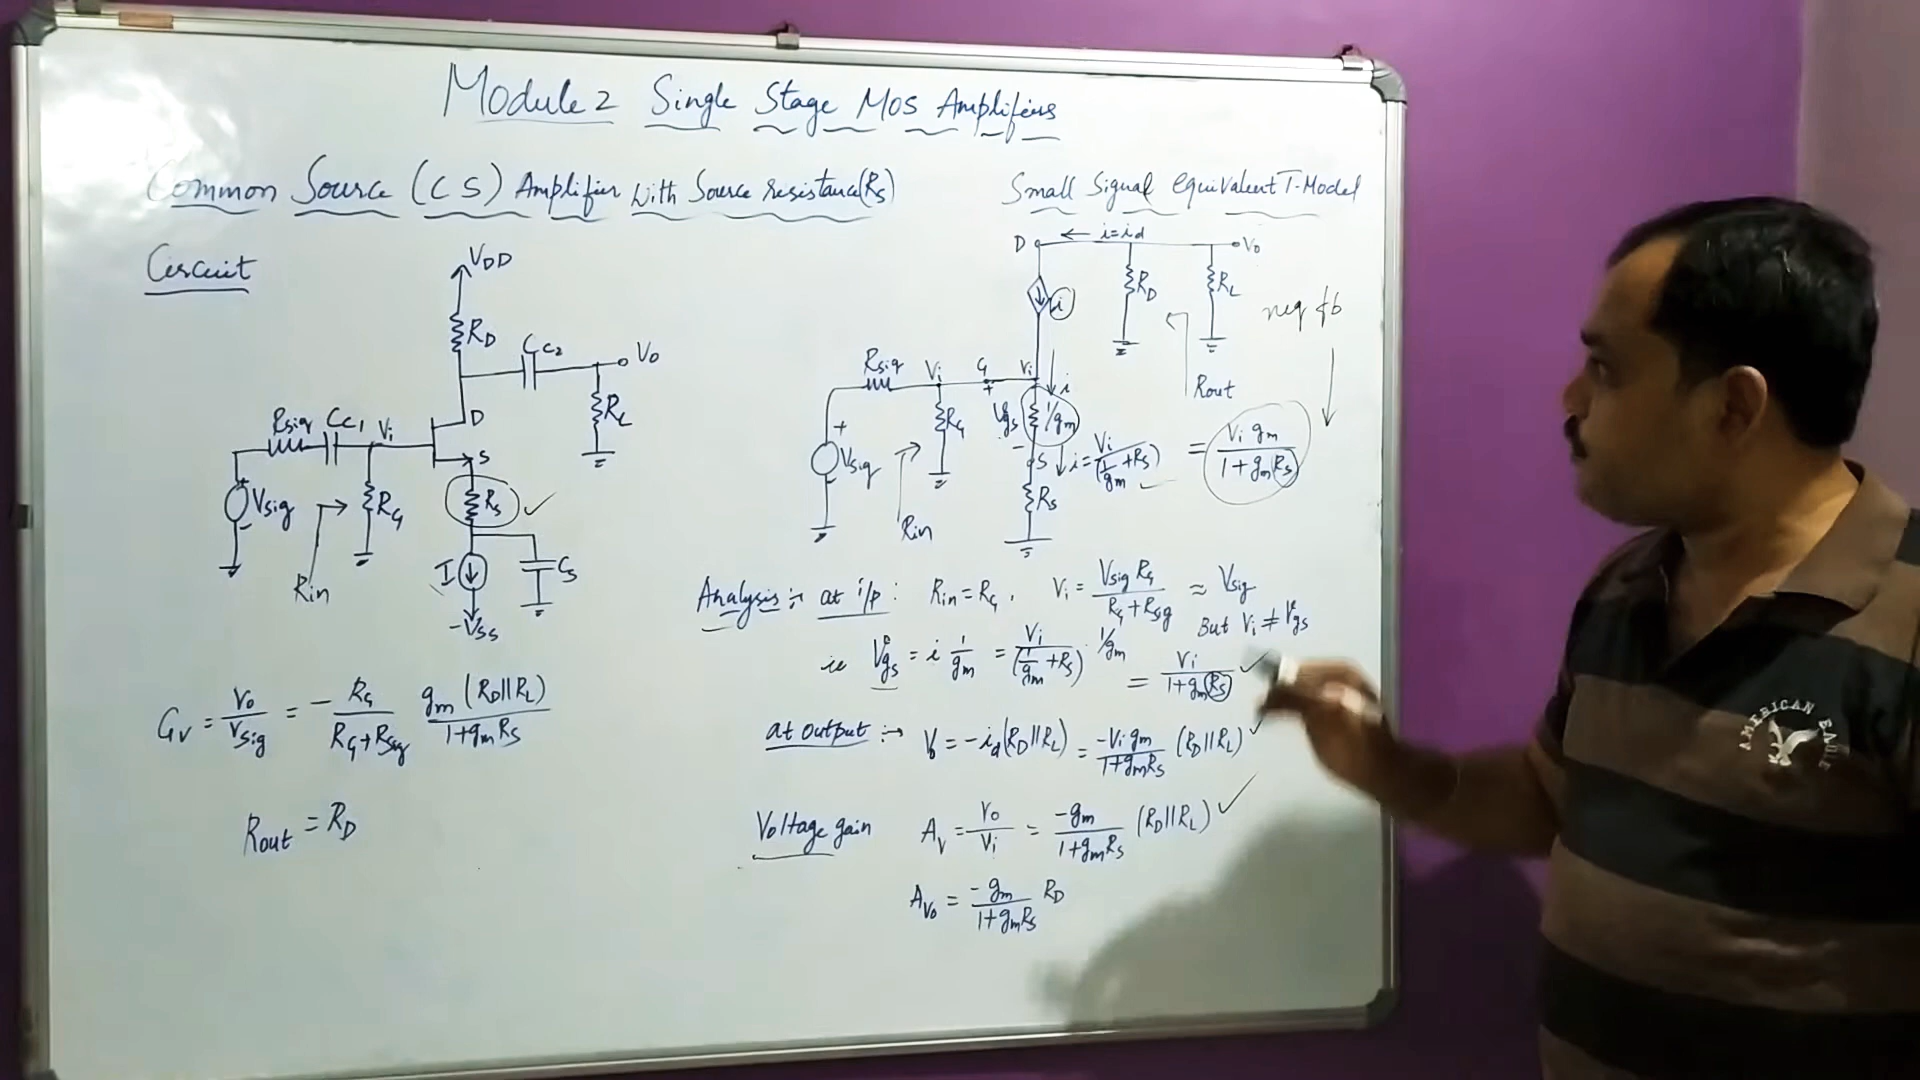 Module 2 Single Stage MOS Amplifiers
Common Source (CS) Amplifier With Source resistance (Rs)
Small Signal equivalent T-Model
Circuit
VDD
RD
Cc2
Vo
RL
Rsig
Cc1
Vi
D
S
+
Vsig
-
RG
Rs
Rin
I
Cs
-Vss
D
← i = id
Vo
i
RD
RL
neg fb
Rout
Rsig
Vi
G
Vi
i
+
Vgs
1/gm
-
S
+
Vsig
-
RG
Rin
Rs
i = Vi / (1/gm + Rs) = Vi gm / (1 + gm Rs)
Analysis :- at i/p : Rin = RG , Vi = Vsig RG / (RG + Rsig) ≈ Vsig
But Vi ≠ Vgs
ie Vgs = i 1/gm = Vi / (1/gm + Rs) · 1/gm = Vi / (1 + gm Rs) ✓
at output :→ Vo = -id (RD||RL) = -Vi gm / (1 + gm Rs) (RD||RL) ✓
Voltage gain Av = Vo / Vi = -gm / (1 + gm Rs) (RD||RL) ✓
Avo = -gm / (1 + gm Rs) RD
Gv = Vo / Vsig = - RG / (RG + Rsig) gm (RD||RL) / (1 + gm Rs)
Rout = RD
AMERICAN EAGLE